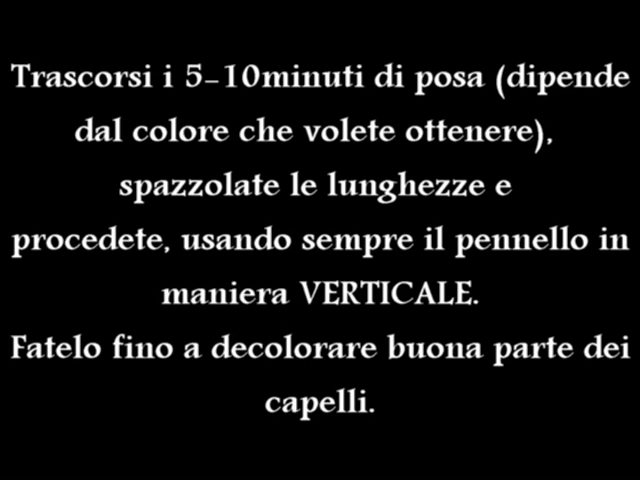 Trascorsi i 5-10minuti di posa (dipende
dal colore che volete ottenere),
spazzolate le lunghezze e
procedete, usando sempre il pennello in
maniera VERTICALE.
Fatelo fino a decolorare buona parte dei
capelli.